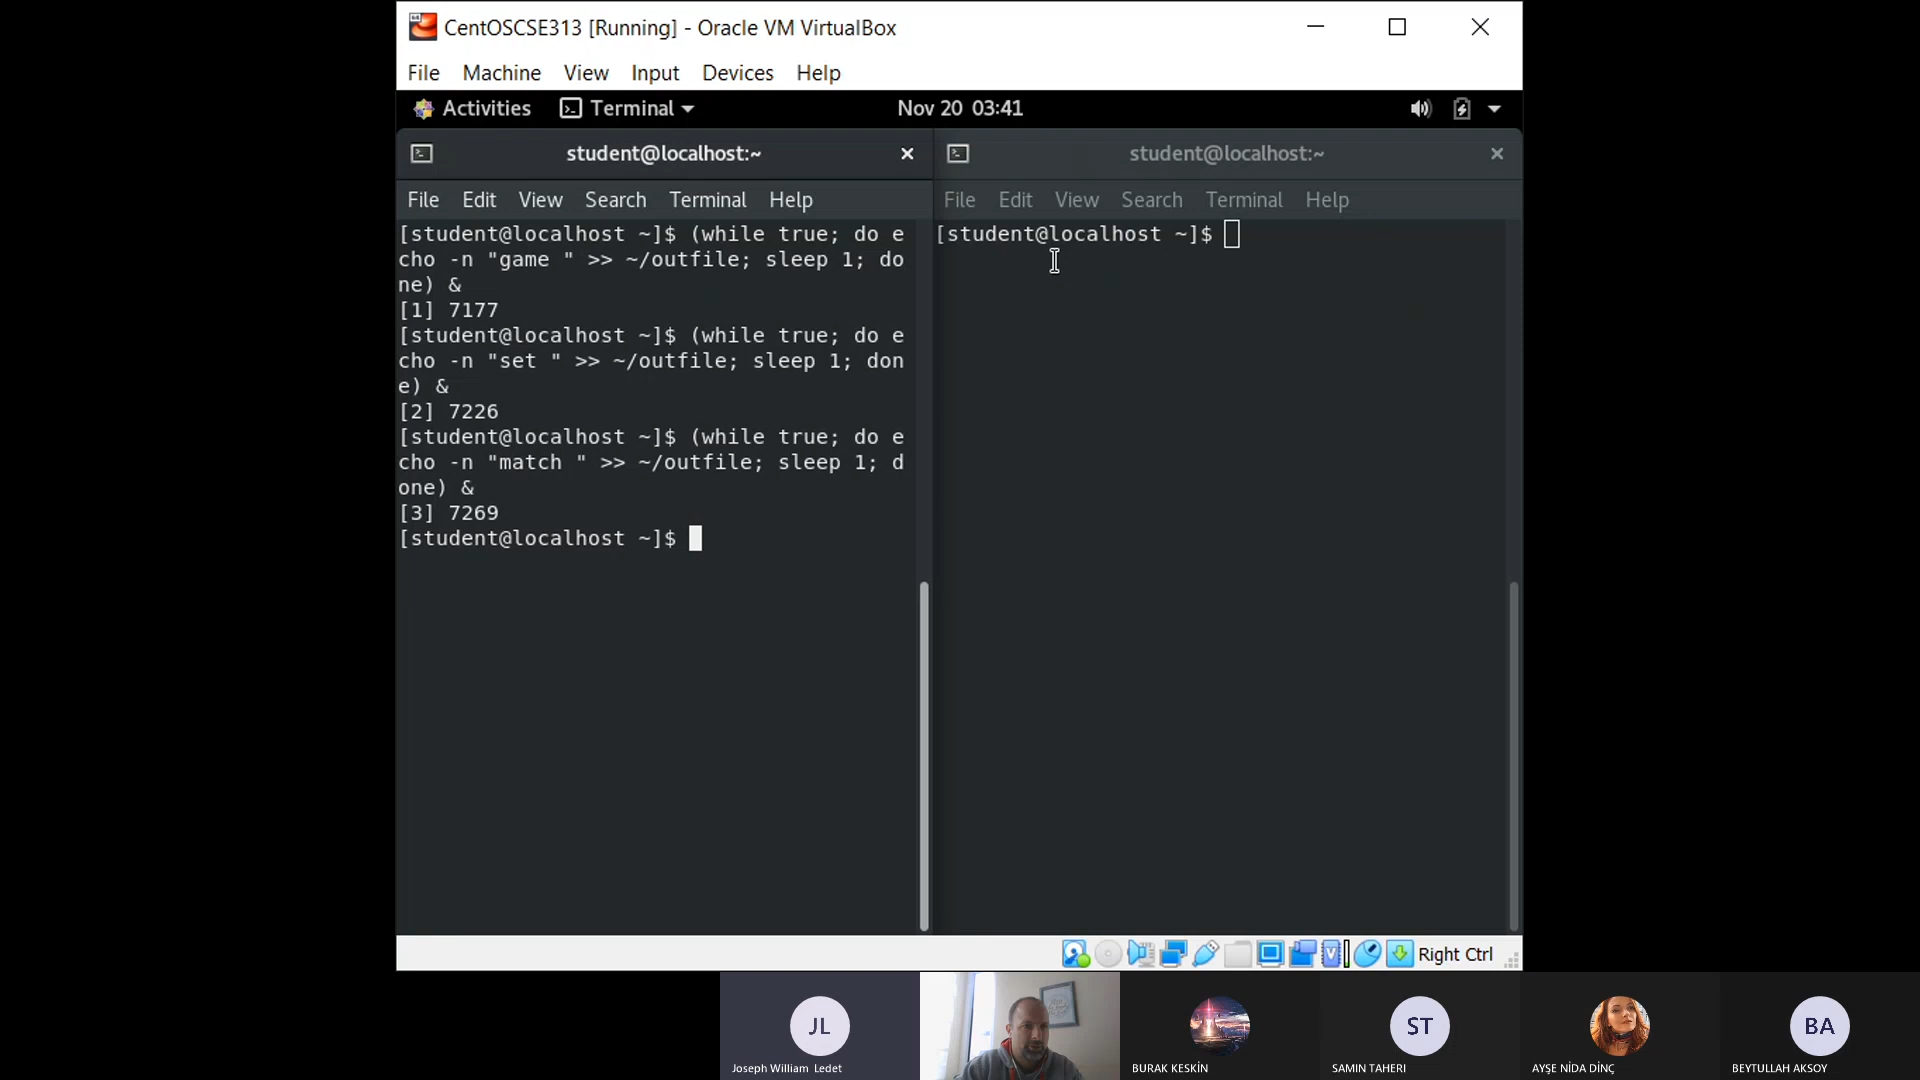 CentOSCSE313 [Running] - Oracle VM VirtualBox
File Machine View Input Devices Help
Activities Terminal Nov 20 03:41
student@localhost:~
File Edit View Search Terminal Help
[student@localhost ~]$ (while true; do e
cho -n "game " >> ~/outfile; sleep 1; do
ne) &
[1] 7177
[student@localhost ~]$ (while true; do e
cho -n "set " >> ~/outfile; sleep 1; don
e) &
[2] 7226
[student@localhost ~]$ (while true; do e
cho -n "match " >> ~/outfile; sleep 1; d
one) &
[3] 7269
[student@localhost ~]$
student@localhost:~
File Edit View Search Terminal Help
[student@localhost ~]$
Right Ctrl
JL
Joseph William Ledet
BURAK KESKİN
ST
SAMIN TAHERI
AYŞE NİDA DİNÇ
BA
BEYTULLAH AKSOY